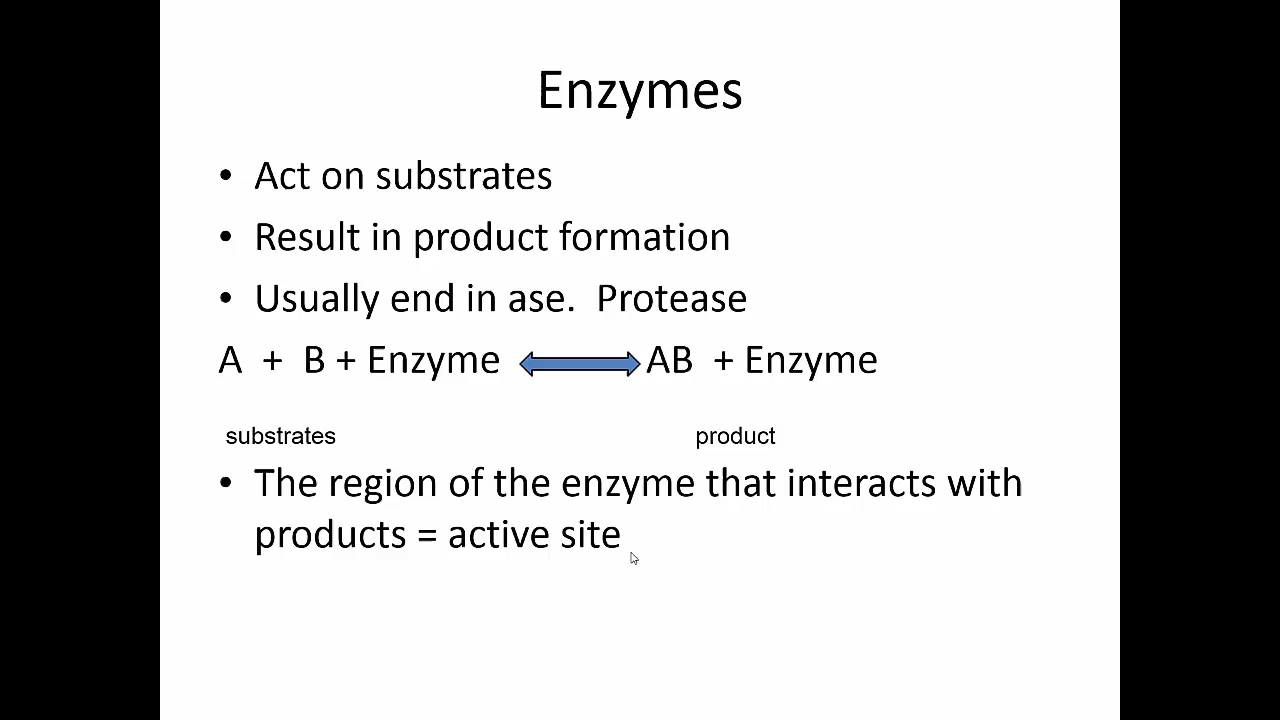 Enzymes
• Act on substrates
• Result in product formation
• Usually end in ase.  Protease
A  +  B + Enzyme AB  + Enzyme
substrates product
• The region of the enzyme that interacts with
products = active site